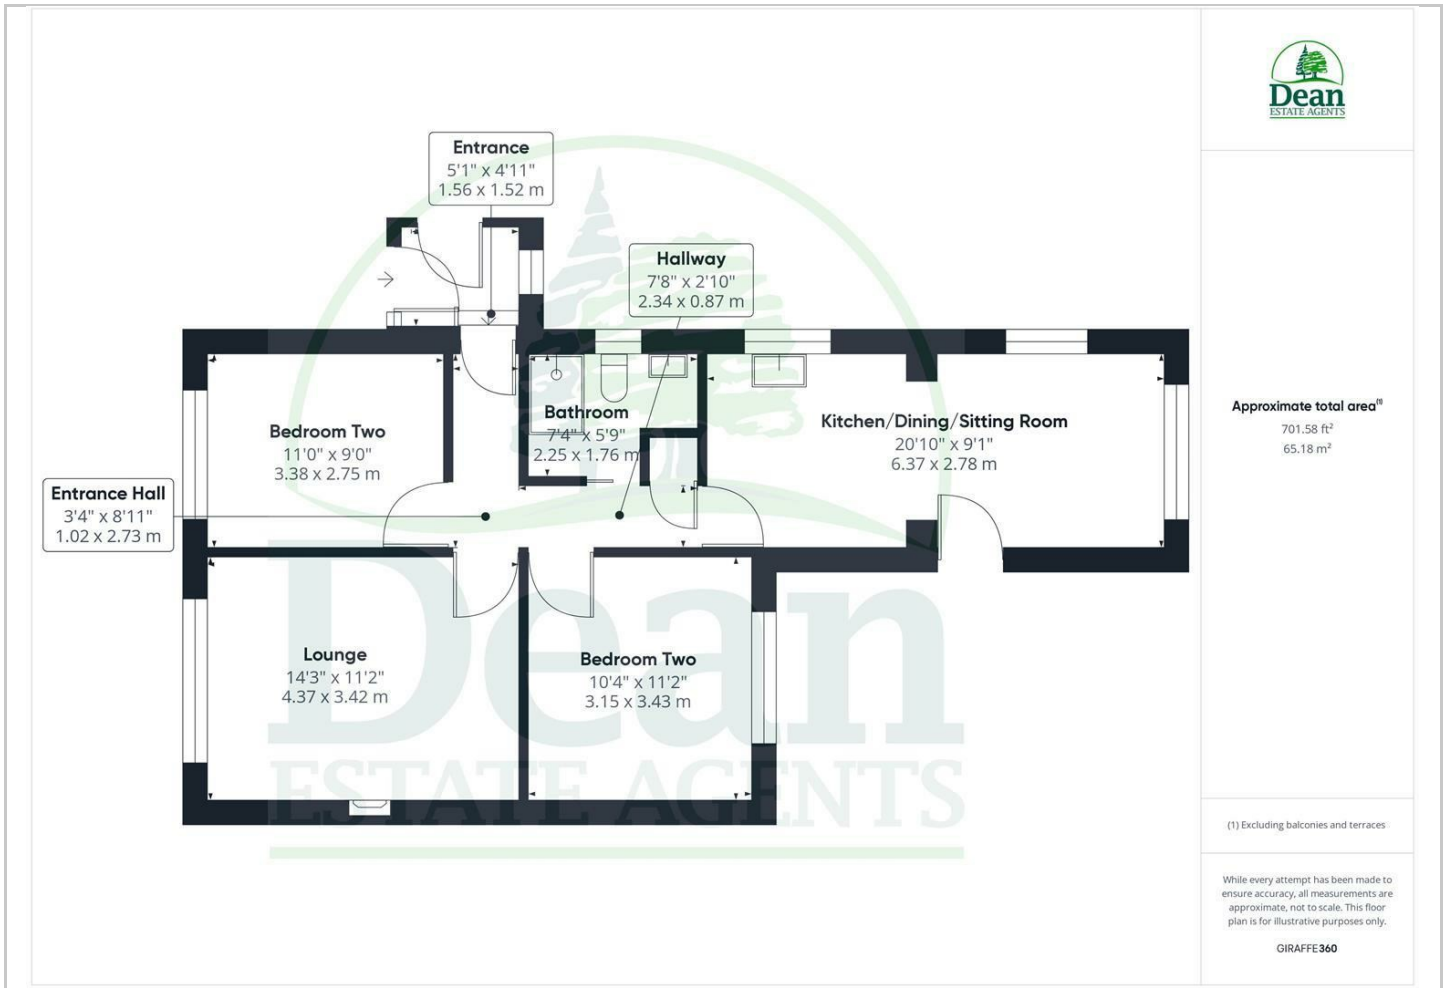 Dean
ESTATE AGENTS
Entrance
5'1" x 4'11"
1.56 x 1.52 m
Hallway
7'8" x 2'10"
2.34 x 0.87 m
Bathroom
7'4" x 5'9"
2.25 x 1.76 m
Kitchen/Dining/Sitting Room
20'10" x 9'1"
6.37 x 2.78 m
Bedroom Two
11'0" x 9'0"
3.38 x 2.75 m
Entrance Hall
3'4" x 8'11"
1.02 x 2.73 m
Lounge
14'3" x 11'2"
4.37 x 3.42 m
Bedroom Two
10'4" x 11'2"
3.15 x 3.43 m
Dean
ESTATE AGENTS
Approximate total area(1)
701.58 ft²
65.18 m²
(1) Excluding balconies and terraces
While every attempt has been made to
ensure accuracy, all measurements are
approximate, not to scale. This floor
plan is for illustrative purposes only.
GIRAFFE360